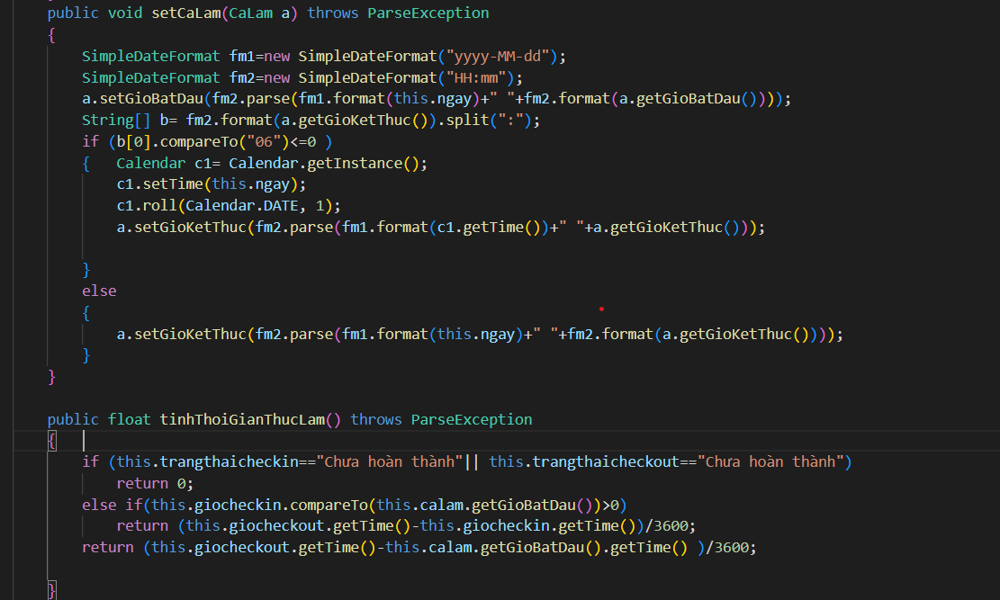 public void setCaLam(CaLam a) throws ParseException
{
SimpleDateFormat fm1=new SimpleDateFormat("yyyy-MM-dd");
SimpleDateFormat fm2=new SimpleDateFormat("HH:mm");
a.setGioBatDau(fm2.parse(fm1.format(this.ngay)+" "+fm2.format(a.getGioBatDau())));
String[] b= fm2.format(a.getGioKetThuc()).split(":");
if (b[0].compareTo("06")<=0 )
{   Calendar c1= Calendar.getInstance();
c1.setTime(this.ngay);
c1.roll(Calendar.DATE, 1);
a.setGioKetThuc(fm2.parse(fm1.format(c1.getTime())+" "+a.getGioKetThuc()));
}
else
{
a.setGioKetThuc(fm2.parse(fm1.format(this.ngay)+" "+fm2.format(a.getGioKetThuc())));
}
}
public float tinhThoiGianThucLam() throws ParseException
{
if (this.trangthaicheckin=="Chưa hoàn thành"|| this.trangthaicheckout=="Chưa hoàn thành")
return 0;
else if(this.giocheckin.compareTo(this.calam.getGioBatDau())>0)
return (this.giocheckout.getTime()-this.giocheckin.getTime())/3600;
return (this.giocheckout.getTime()-this.calam.getGioBatDau().getTime() )/3600;
}